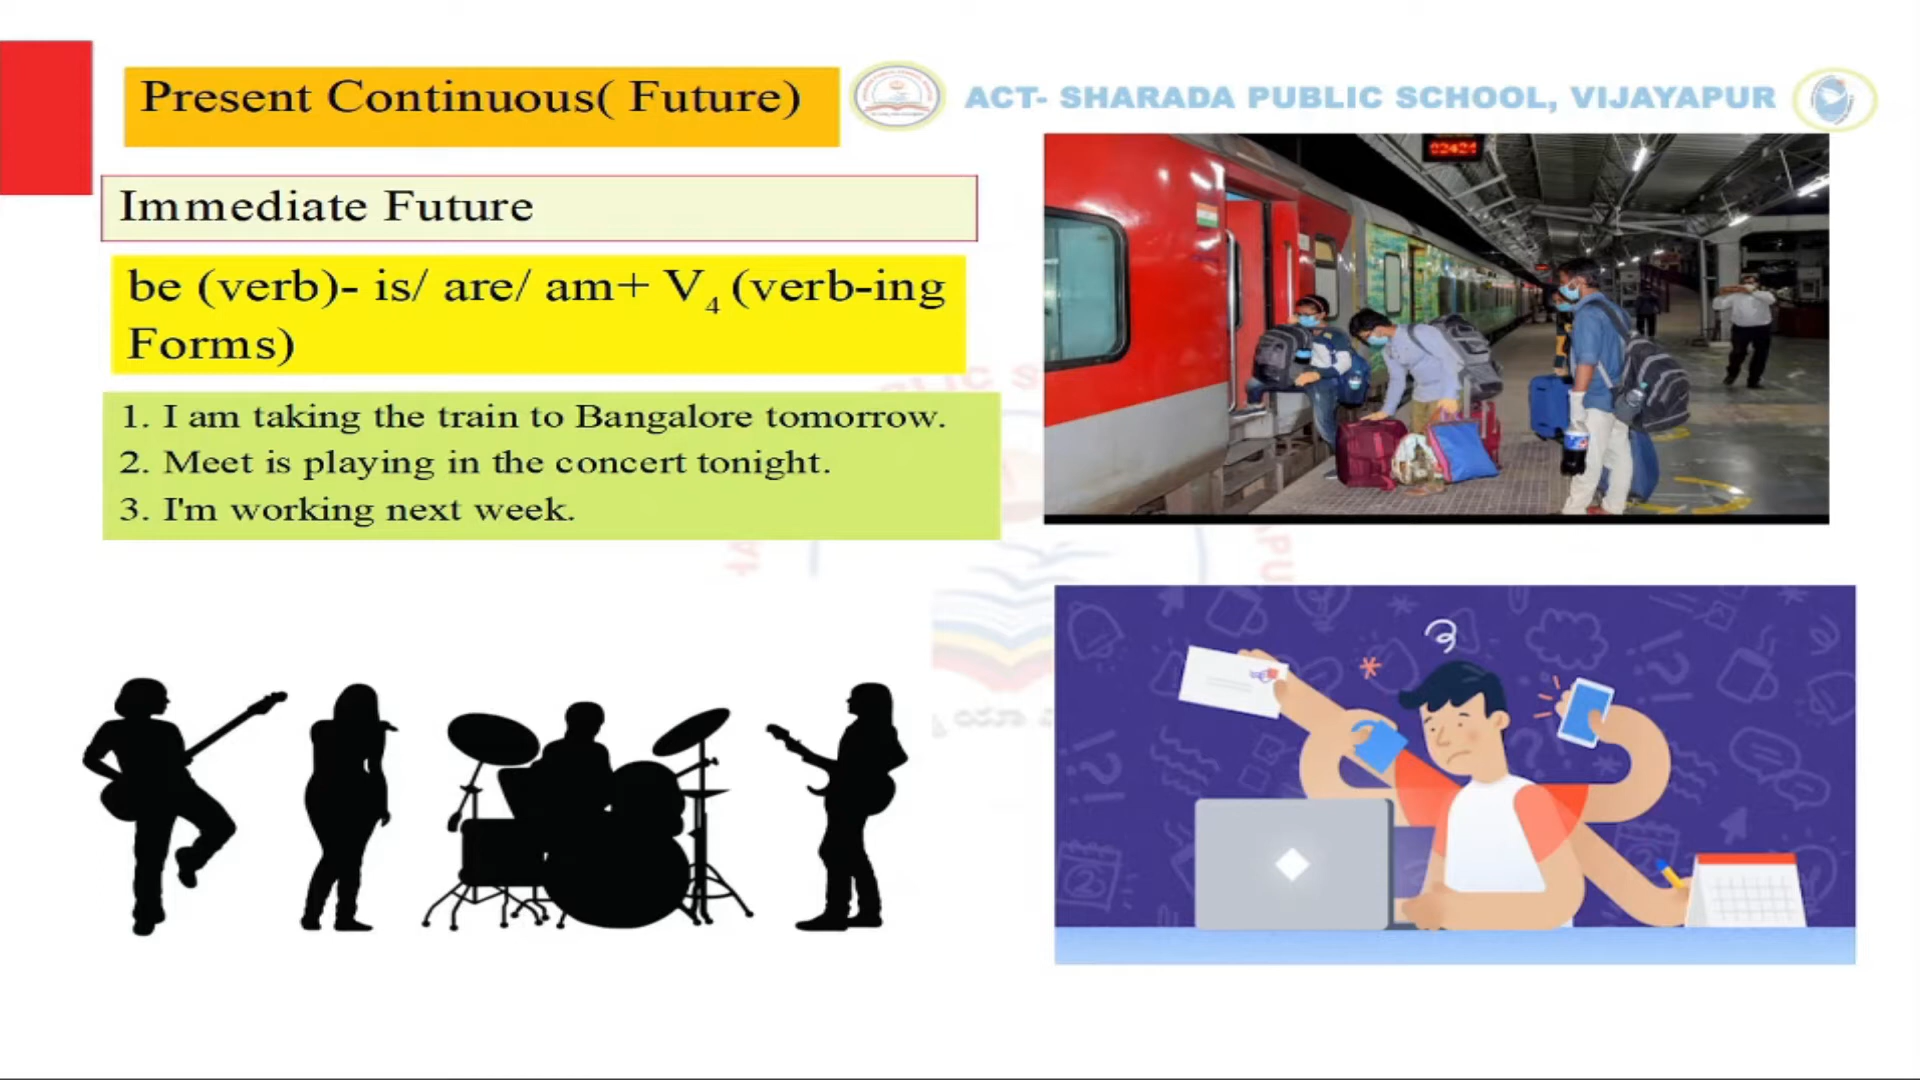 Present Continuous( Future)
ACT- SHARADA PUBLIC SCHOOL, VIJAYAPUR
Immediate Future
be (verb)- is/ are/ am+ V₄ (verb-ing
Forms)
1. I am taking the train to Bangalore tomorrow.
2. Meet is playing in the concert tonight.
3. I'm working next week.
02424